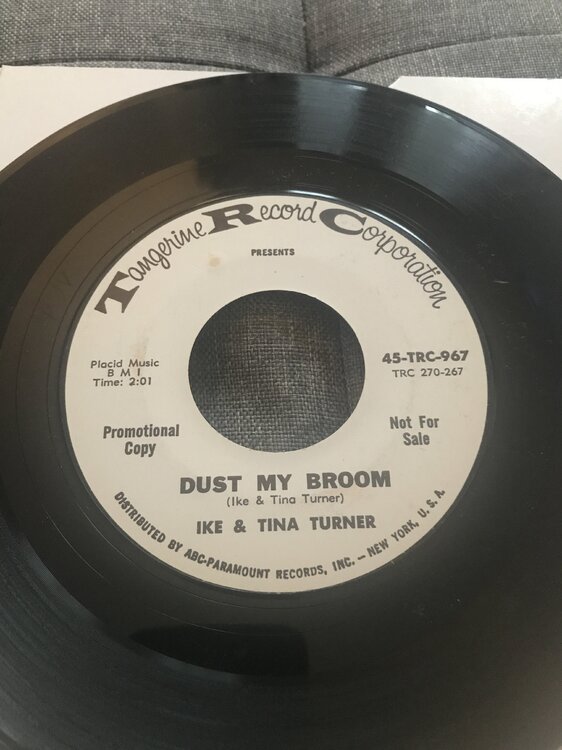 Tangerine Record Corporation
PRESENTS
Placid Music
B M I
Time: 2:01
45-TRC-967
TRC 270-267
Promotional
Copy
Not For
Sale
DUST MY BROOM
(Ike & Tina Turner)
IKE & TINA TURNER
DISTRIBUTED BY ABC-PARAMOUNT RECORDS, INC. – NEW YORK, U. S. A.